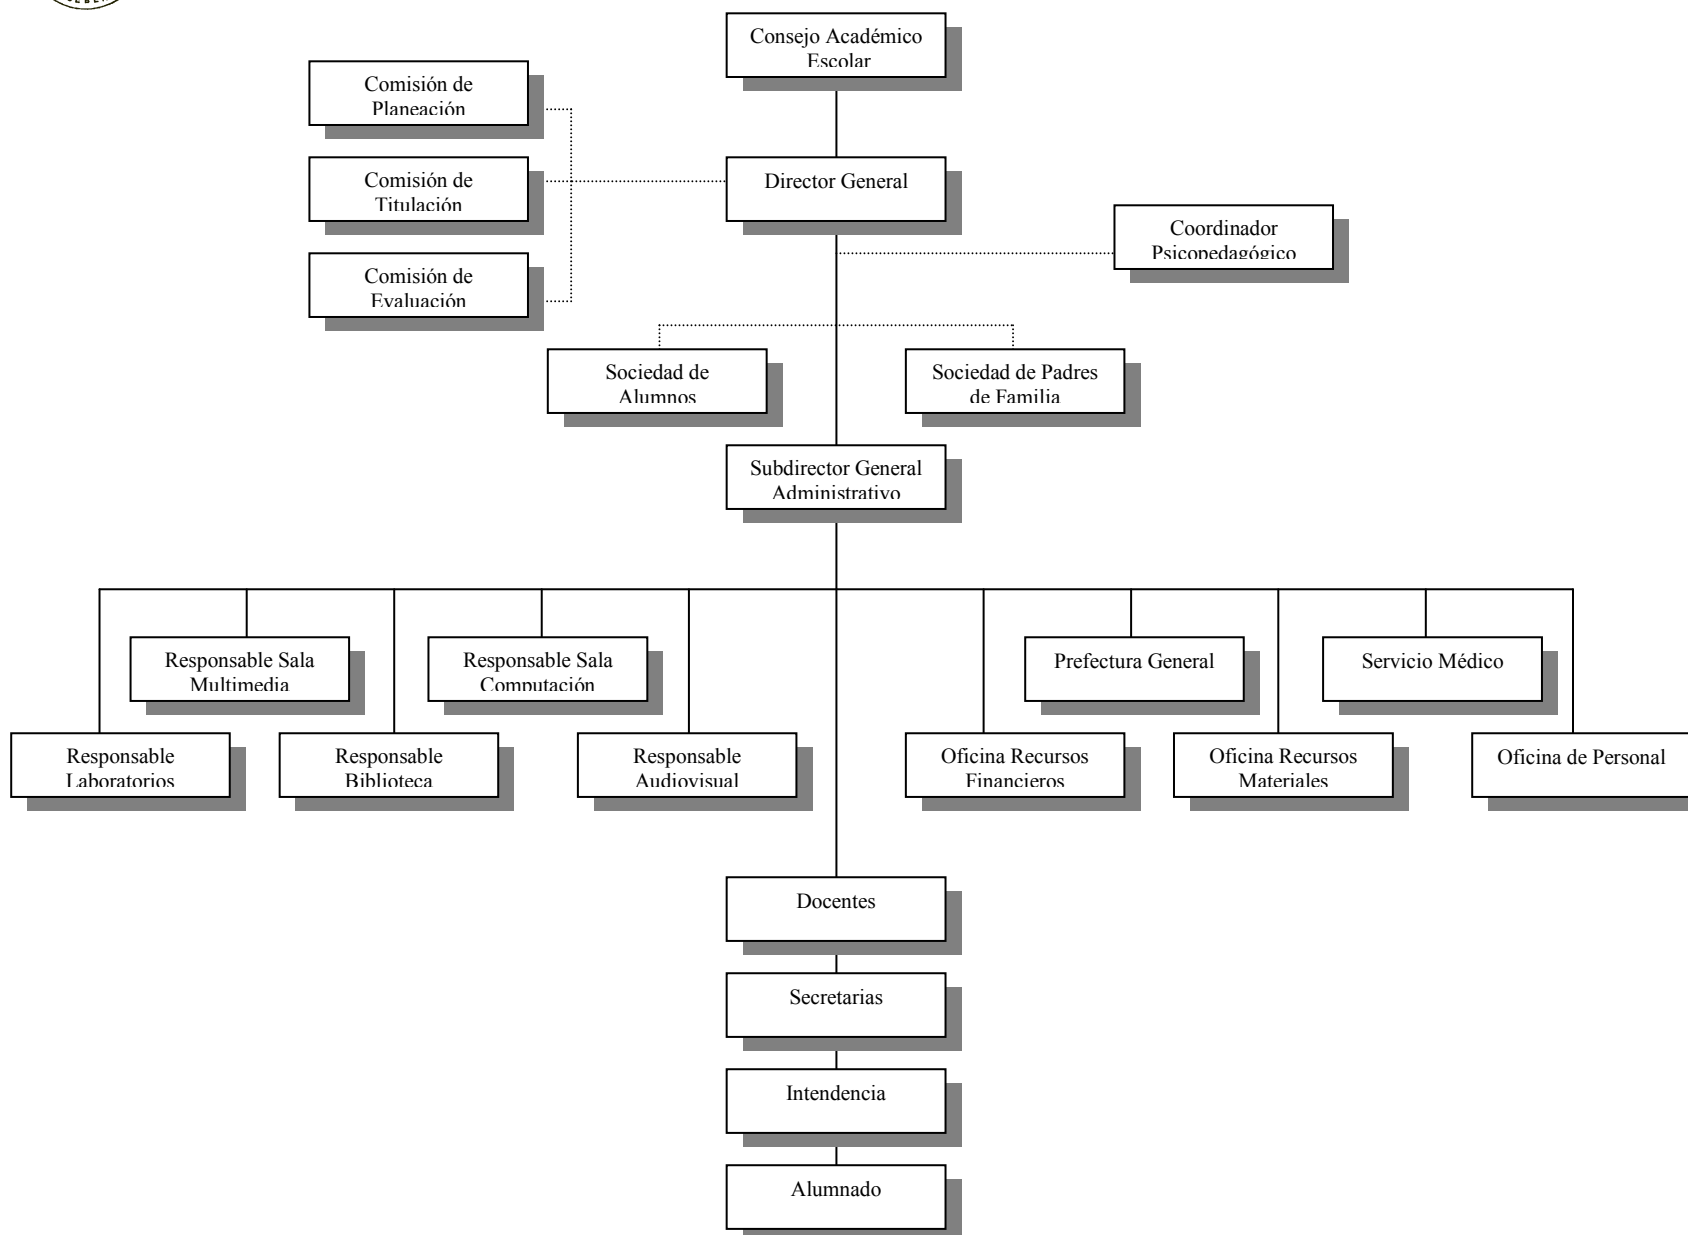 Consejo Académico
Escolar
Comisión de
Planeación
Comisión de
Titulación
Director General
Coordinador
Psicopedagógico
Comisión de
Evaluación
Sociedad de
Alumnos
Sociedad de Padres
de Familia
Subdirector General
Administrativo
Responsable Sala
Multimedia
Responsable Sala
Computación
Prefectura General
Servicio Médico
Responsable
Laboratorios
Responsable
Biblioteca
Responsable
Audiovisual
Oficina Recursos
Financieros
Oficina Recursos
Materiales
Oficina de Personal
Docentes
Secretarias
Intendencia
Alumnado